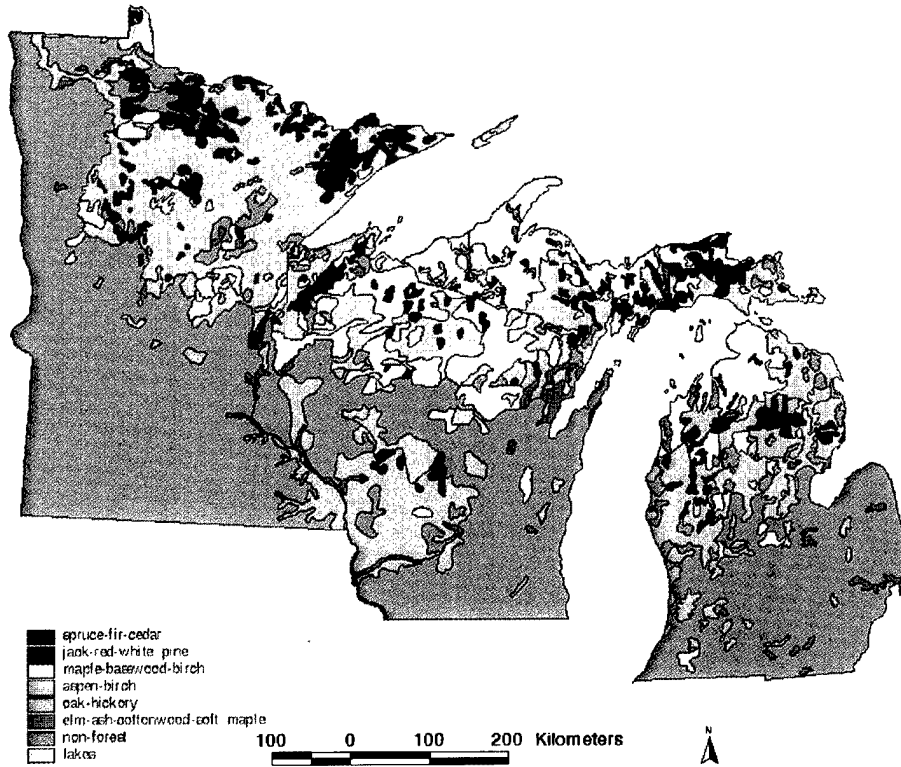 spruce-fir-cedar
jack-red-white pine
maple-basswood-birch
aspen-birch
oak-hickory
elm-ash-cottonwood-soft maple
non-forest
lakes
100 0 100 200 Kilometers
N